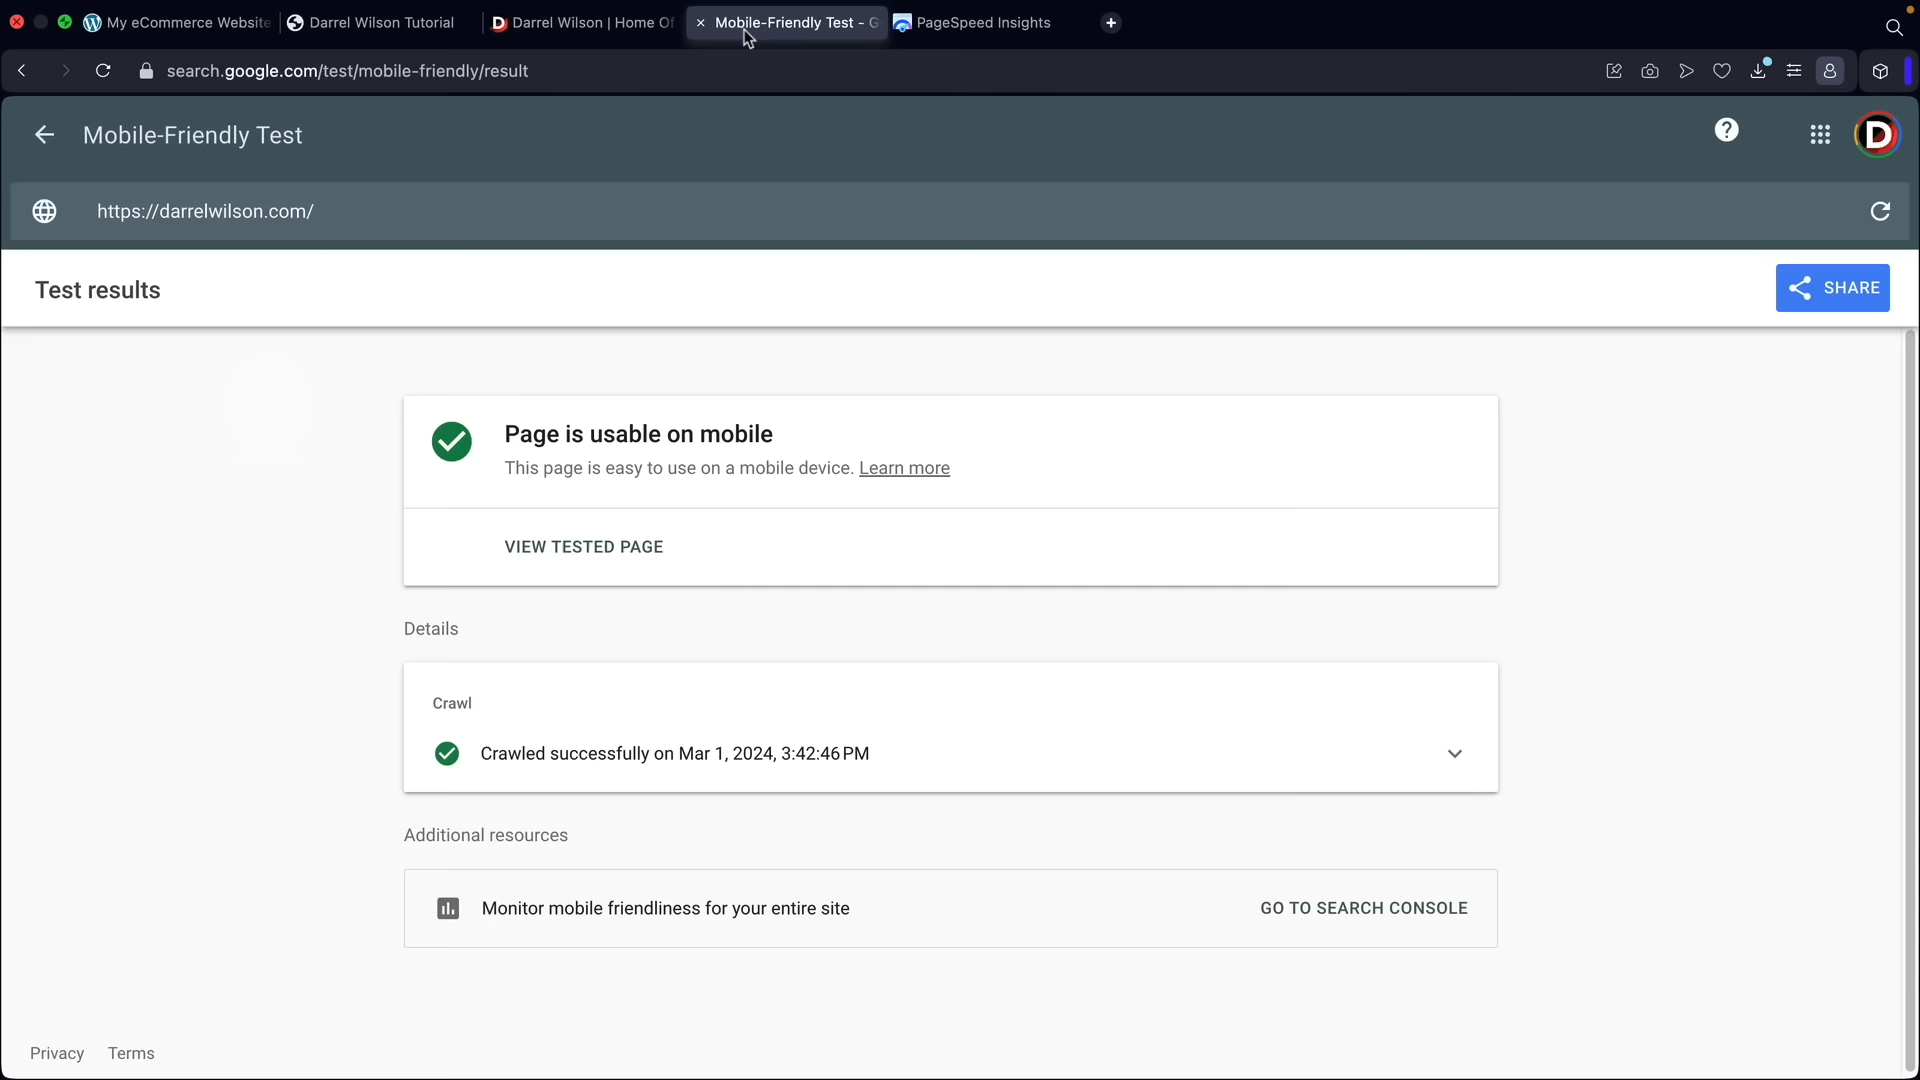 My eCommerce Website
Darrel Wilson Tutorial
Darrel Wilson | Home Of
Mobile-Friendly Test - G
PageSpeed Insights
search.google.com/test/mobile-friendly/result
Mobile-Friendly Test
https://darrelwilson.com/
Test results
SHARE
Page is usable on mobile
This page is easy to use on a mobile device. Learn more
VIEW TESTED PAGE
Details
Crawl
Crawled successfully on Mar 1, 2024, 3:42:46 PM
Additional resources
Monitor mobile friendliness for your entire site
GO TO SEARCH CONSOLE
Privacy Terms